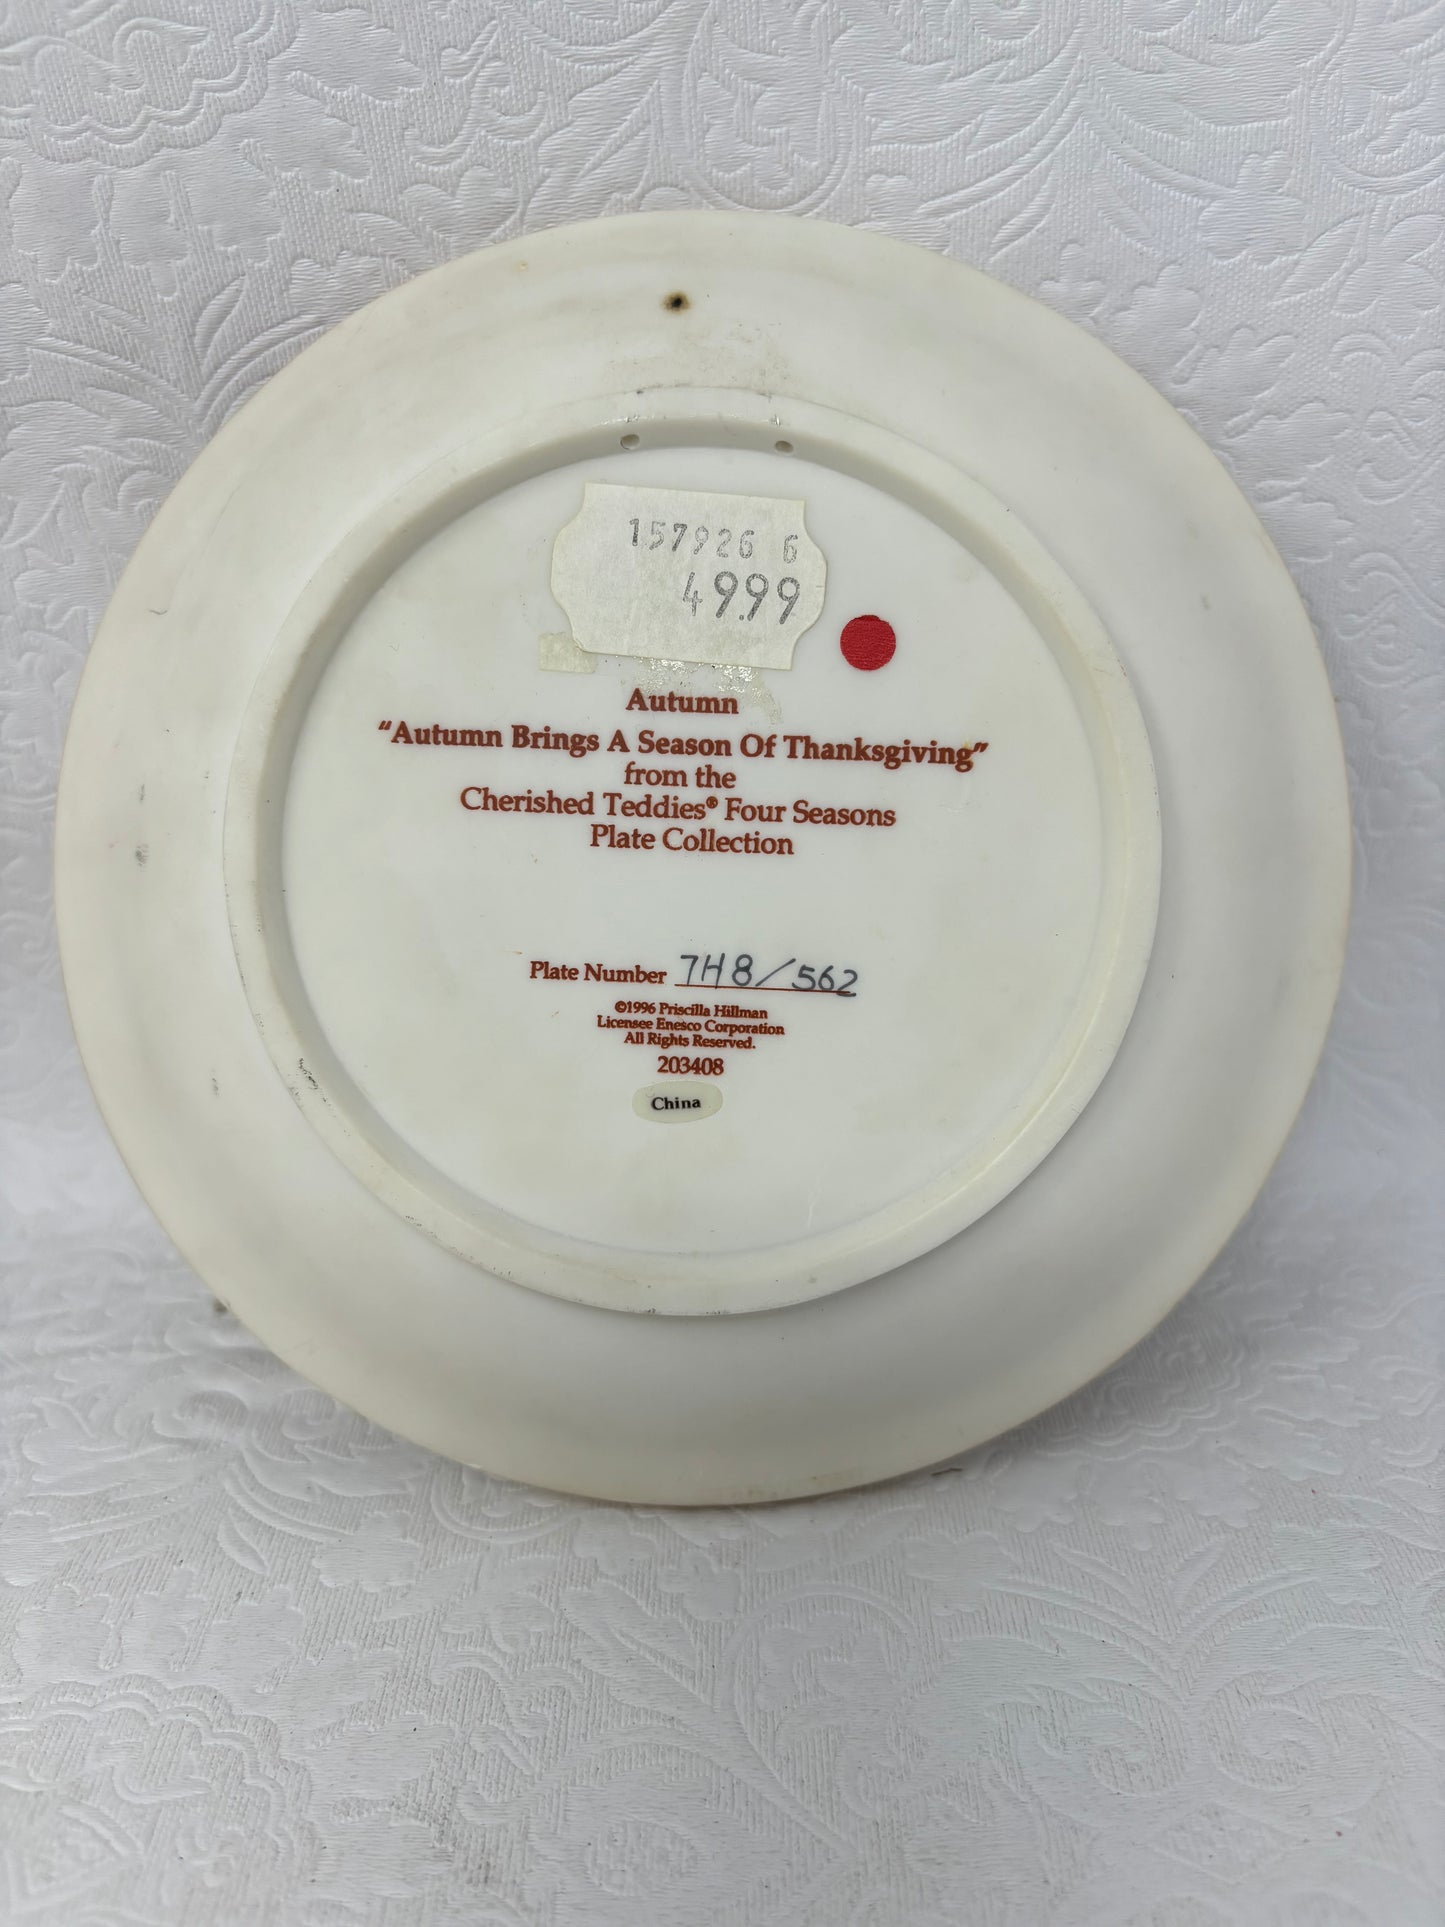 157926 6
49.99
Autumn
"Autumn Brings A Season Of Thanksgiving"
from the
Cherished Teddies® Four Seasons
Plate Collection
Plate Number 7H8/562
©1996 Priscilla Hillman
Licensee Enesco Corporation
All Rights Reserved.
203408
China